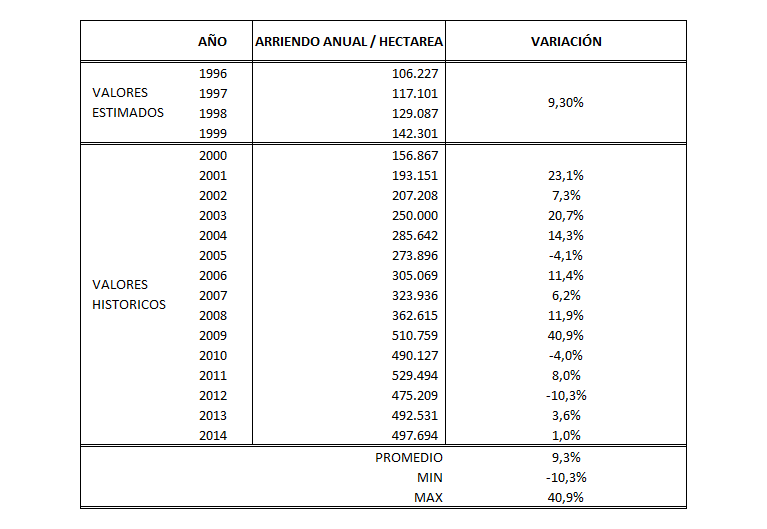 AÑO ARRIENDO ANUAL / HECTAREA VARIACIÓN
VALORES ESTIMADOS
1996 106.227
1997 117.101
1998 129.087
1999 142.301
9,30%
VALORES HISTORICOS
2000 156.867
2001 193.151 23,1%
2002 207.208 7,3%
2003 250.000 20,7%
2004 285.642 14,3%
2005 273.896 -4,1%
2006 305.069 11,4%
2007 323.936 6,2%
2008 362.615 11,9%
2009 510.759 40,9%
2010 490.127 -4,0%
2011 529.494 8,0%
2012 475.209 -10,3%
2013 492.531 3,6%
2014 497.694 1,0%
PROMEDIO 9,3%
MIN -10,3%
MAX 40,9%